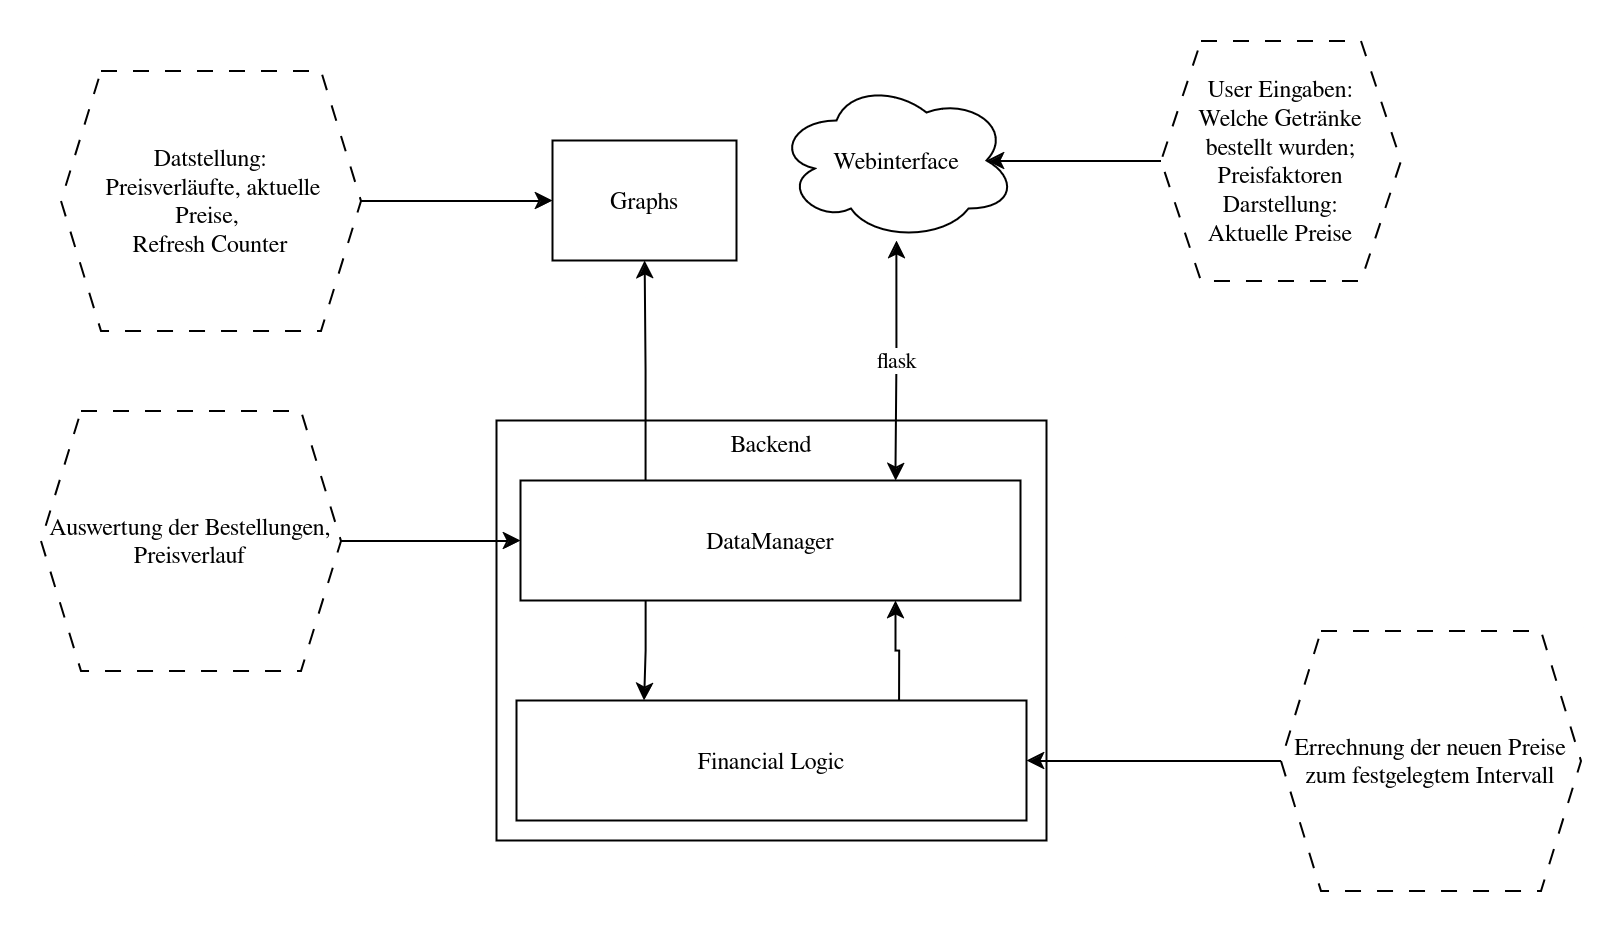 User Eingaben:
Welche Getränke
bestellt wurden;
Preisfaktoren
Darstellung:
Aktuelle Preise
Datstellung:
Preisverläufte, aktuelle
Preise,
Refresh Counter
Graphs
Webinterface
flask
Backend
Auswertung der Bestellungen,
Preisverlauf
DataManager
Financial Logic
Errechnung der neuen Preise
zum festgelegtem Intervall